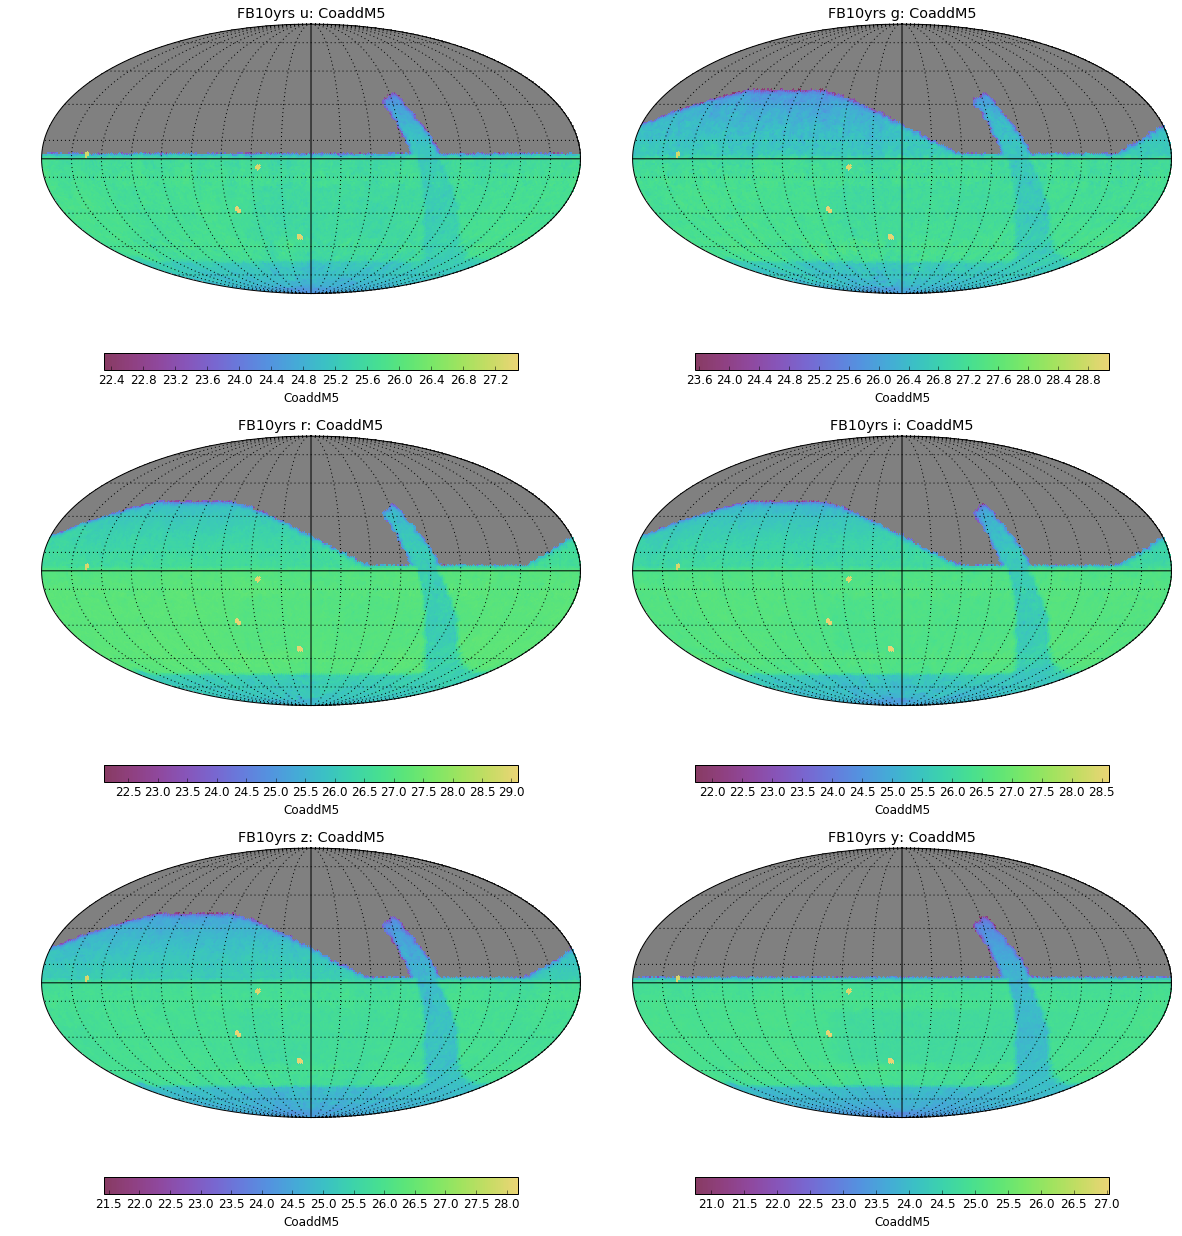 FB10yrs u: CoaddM5
FB10yrs g: CoaddM5
22.4 22.8 23.2 23.6 24.0 24.4 24.8 25.2 25.6 26.0 26.4 26.8 27.2
CoaddM5
23.6 24.0 24.4 24.8 25.2 25.6 26.0 26.4 26.8 27.2 27.6 28.0 28.4 28.8
CoaddM5
FB10yrs r: CoaddM5
FB10yrs i: CoaddM5
22.5 23.0 23.5 24.0 24.5 25.0 25.5 26.0 26.5 27.0 27.5 28.0 28.5 29.0
CoaddM5
22.0 22.5 23.0 23.5 24.0 24.5 25.0 25.5 26.0 26.5 27.0 27.5 28.0 28.5
CoaddM5
FB10yrs z: CoaddM5
FB10yrs y: CoaddM5
21.5 22.0 22.5 23.0 23.5 24.0 24.5 25.0 25.5 26.0 26.5 27.0 27.5 28.0
CoaddM5
21.0 21.5 22.0 22.5 23.0 23.5 24.0 24.5 25.0 25.5 26.0 26.5 27.0
CoaddM5